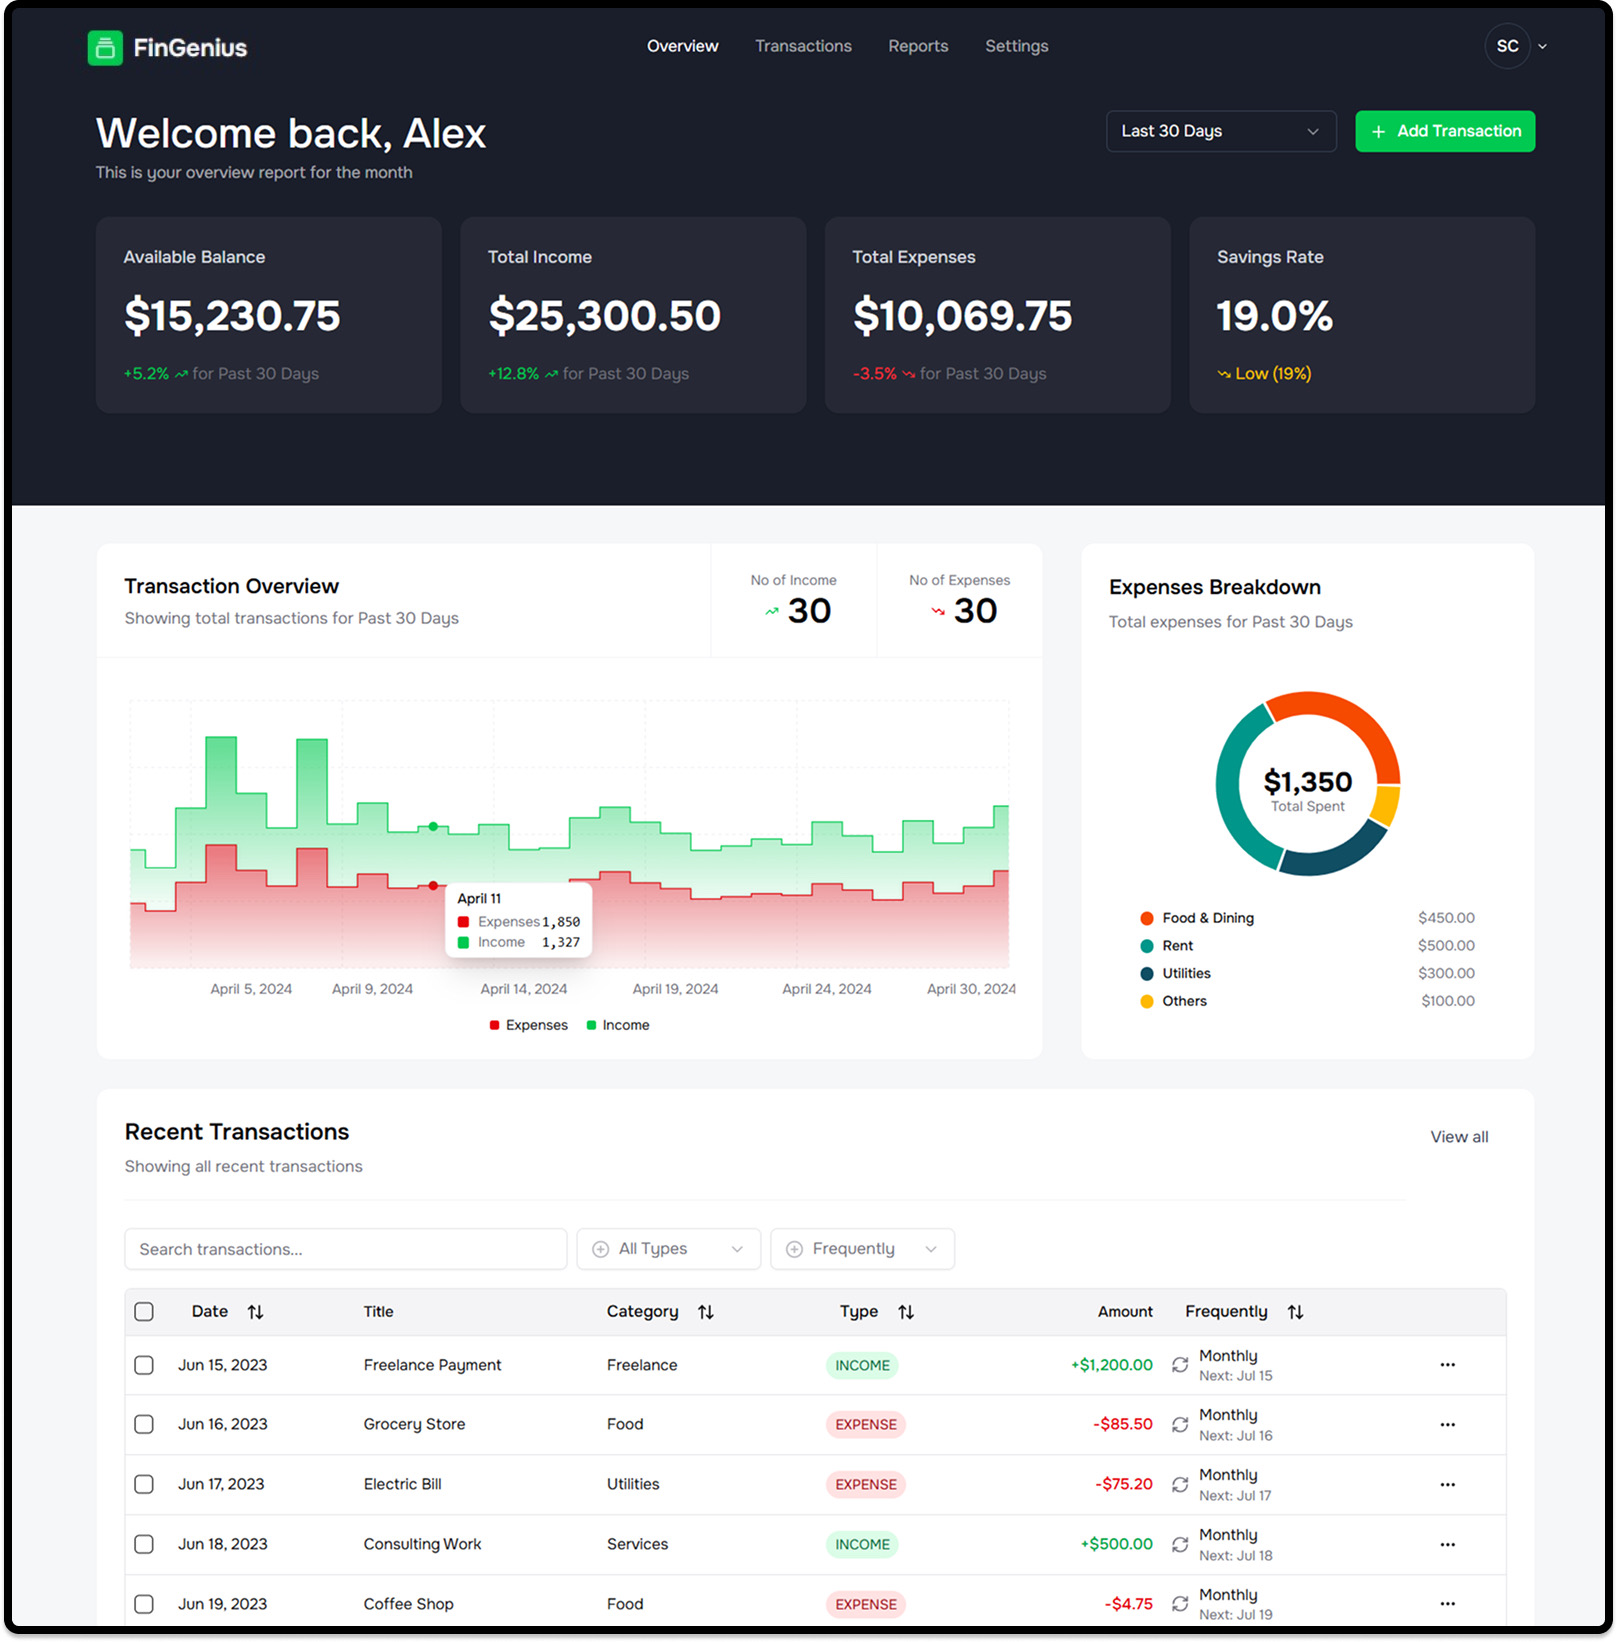 FinGenius
Overview Transactions Reports Settings
SC
Welcome back, Alex
This is your overview report for the month
Last 30 Days
+ Add Transaction
Available Balance
$15,230.75
+5.2% for Past 30 Days
Total Income
$25,300.50
+12.8% for Past 30 Days
Total Expenses
$10,069.75
-3.5% for Past 30 Days
Savings Rate
19.0%
Low (19%)
Transaction Overview
Showing total transactions for Past 30 Days
No of Income
30
No of Expenses
30
April 11
Expenses 1,850
Income 1,327
April 5, 2024 April 9, 2024 April 14, 2024 April 19, 2024 April 24, 2024 April 30, 2024
Expenses Income
Expenses Breakdown
Total expenses for Past 30 Days
$1,350
Total Spent
Food & Dining $450.00
Rent $500.00
Utilities $300.00
Others $100.00
Recent Transactions
Showing all recent transactions
View all
Search transactions...
All Types
Frequently
Date Title Category Type Amount Frequently
Jun 15, 2023 Freelance Payment Freelance INCOME +$1,200.00 Monthly
Next: Jul 15
Jun 16, 2023 Grocery Store Food EXPENSE -$85.50 Monthly
Next: Jul 16
Jun 17, 2023 Electric Bill Utilities EXPENSE -$75.20 Monthly
Next: Jul 17
Jun 18, 2023 Consulting Work Services INCOME +$500.00 Monthly
Next: Jul 18
Jun 19, 2023 Coffee Shop Food EXPENSE -$4.75 Monthly
Next: Jul 19